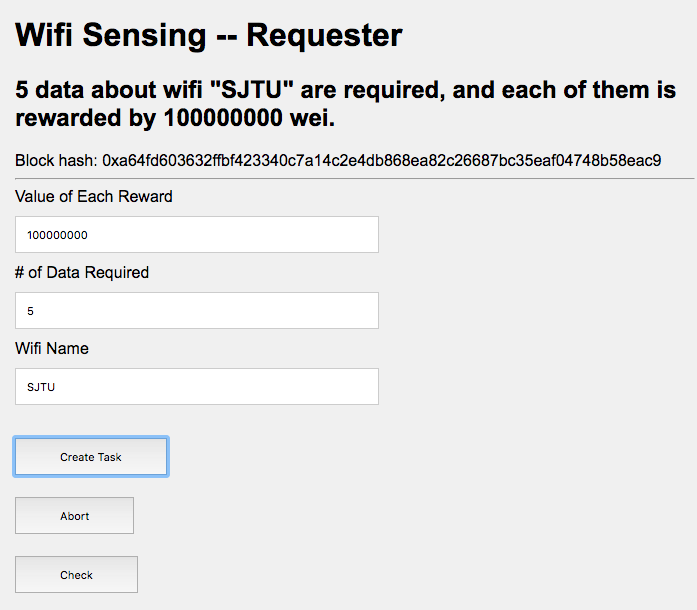 Wifi Sensing -- Requester
5 data about wifi "SJTU" are required, and each of them is
rewarded by 100000000 wei.
Block hash: 0xa64fd603632ffbf423340c7a14c2e4db868ea82c26687bc35eaf04748b58eac9
Value of Each Reward
100000000
# of Data Required
5
Wifi Name
SJTU
Create Task
Abort
Check